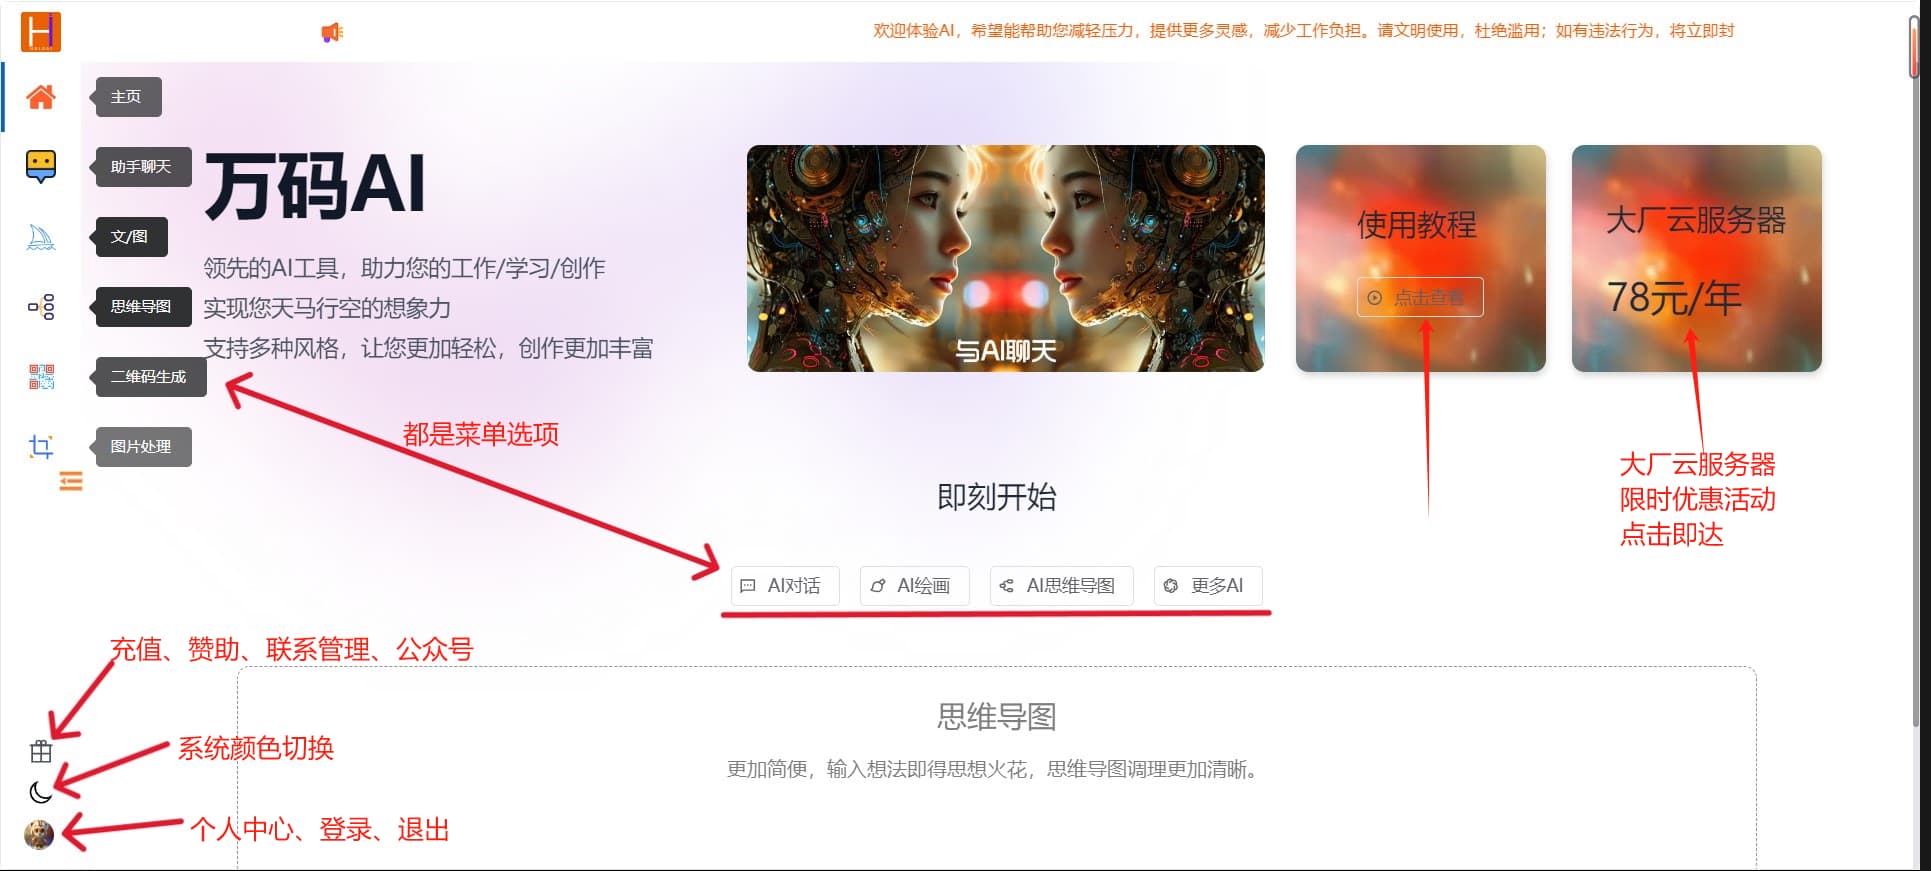 欢迎体验AI，希望能帮助您减轻压力，提供更多灵感，减少工作负担。请文明使用，杜绝滥用；如有违法行为，将立即封
主页
助手聊天
文/图
思维导图
二维码生成
图片处理
万码AI
领先的AI工具，助力您的工作/学习/创作
实现您天马行空的想象力
支持多种风格，让您更加轻松，创作更加丰富
与AI聊天
使用教程
点击查看
大厂云服务器
78元/年
都是菜单选项
大厂云服务器
限时优惠活动
点击即达
即刻开始
AI对话
AI绘画
AI思维导图
更多AI
充值、赞助、联系管理、公众号
系统颜色切换
个人中心、登录、退出
思维导图
更加简便，输入想法即得思想火花，思维导图调理更加清晰。